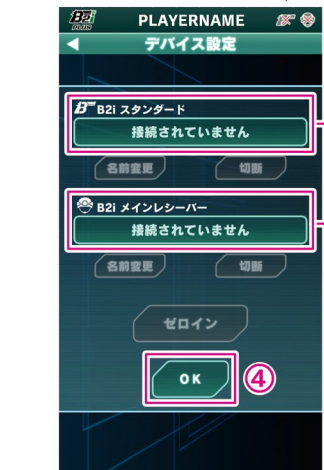 B2i PLUS PLAYERNAME
デバイス設定
B2i スタンダード
接続されていません
名前変更 切断
B2i メインレシーバー
接続されていません
名前変更 切断
ゼロイン
OK ④